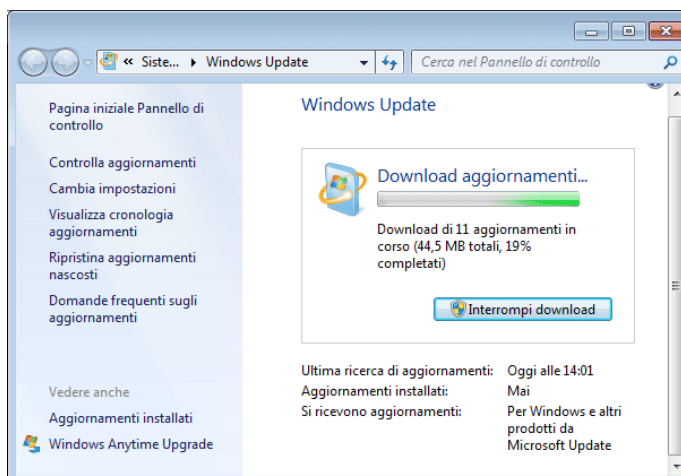 « Siste... Windows Update
Cerca nel Pannello di controllo
Pagina iniziale Pannello di
controllo
Controlla aggiornamenti
Cambia impostazioni
Visualizza cronologia
aggiornamenti
Ripristina aggiornamenti
nascosti
Domande frequenti sugli
aggiornamenti
Vedere anche
Aggiornamenti installati
Windows Anytime Upgrade
Windows Update
Download aggiornamenti...
Download di 11 aggiornamenti in
corso (44,5 MB totali, 19%
completati)
Interrompi download
Ultima ricerca di aggiornamenti: Oggi alle 14:01
Aggiornamenti installati: Mai
Si ricevono aggiornamenti: Per Windows e altri
prodotti da
Microsoft Update